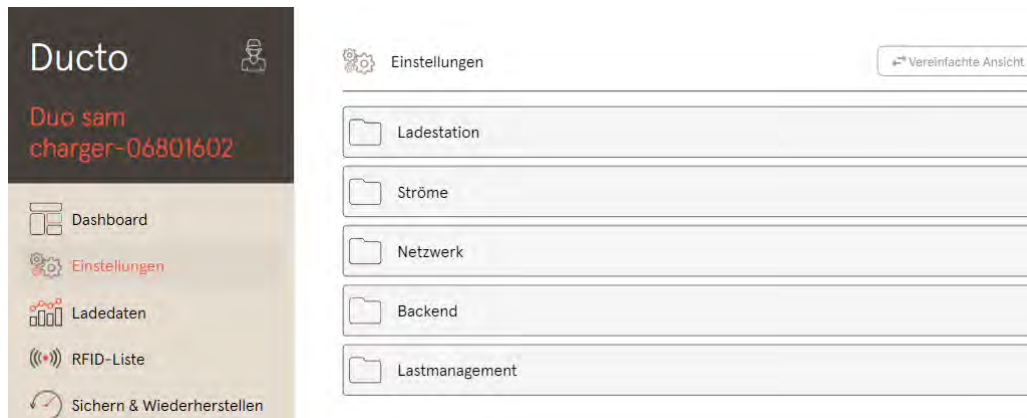 Ducto
Duo sam
charger-06801602
Dashboard
Einstellungen
Ladedaten
RFID-Liste
Sichern & Wiederherstellen
Einstellungen
Vereinfachte Ansicht
Ladestation
Ströme
Netzwerk
Backend
Lastmanagement